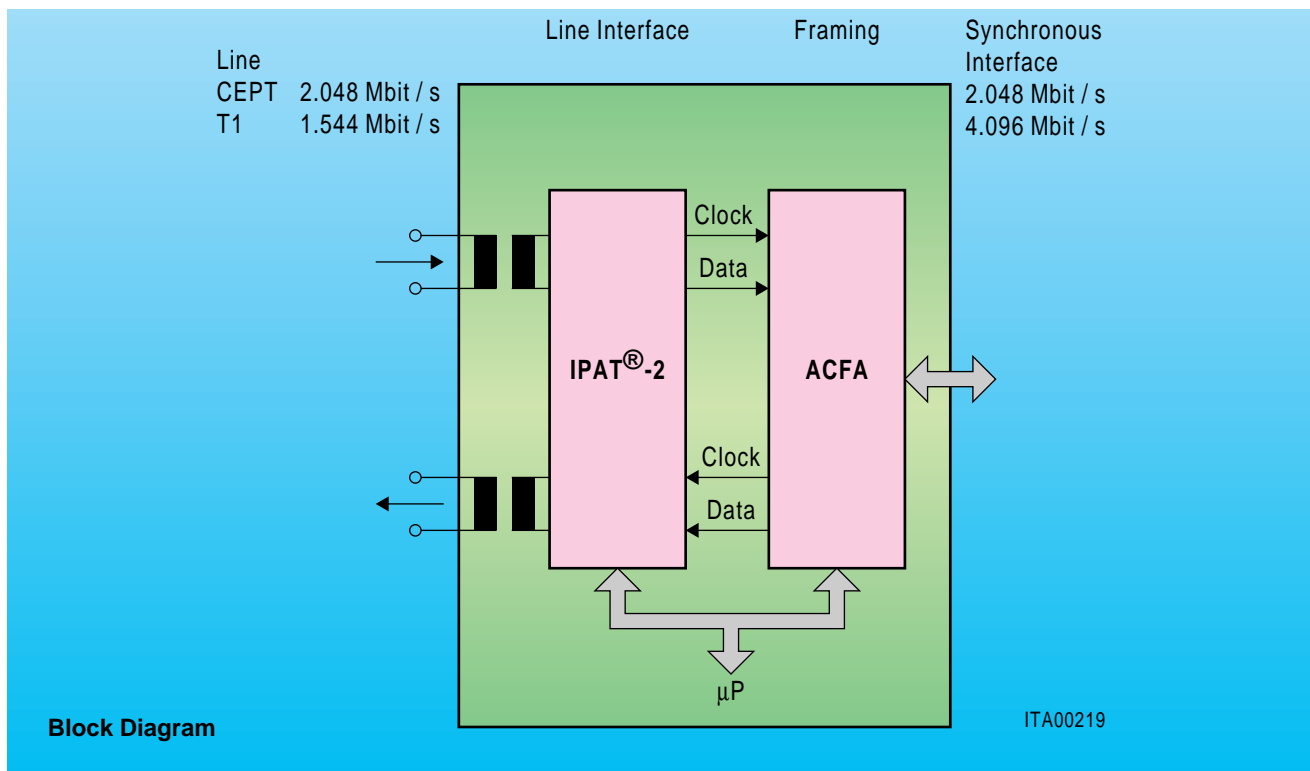 Line Interface
Framing
Synchronous
Interface
2.048 Mbit / s
4.096 Mbit / s
Line
CEPT 2.048 Mbit / s
T1 1.544 Mbit / s
Clock
Data
IPAT®-2
ACFA
Clock
Data
µP
Block Diagram
ITA00219